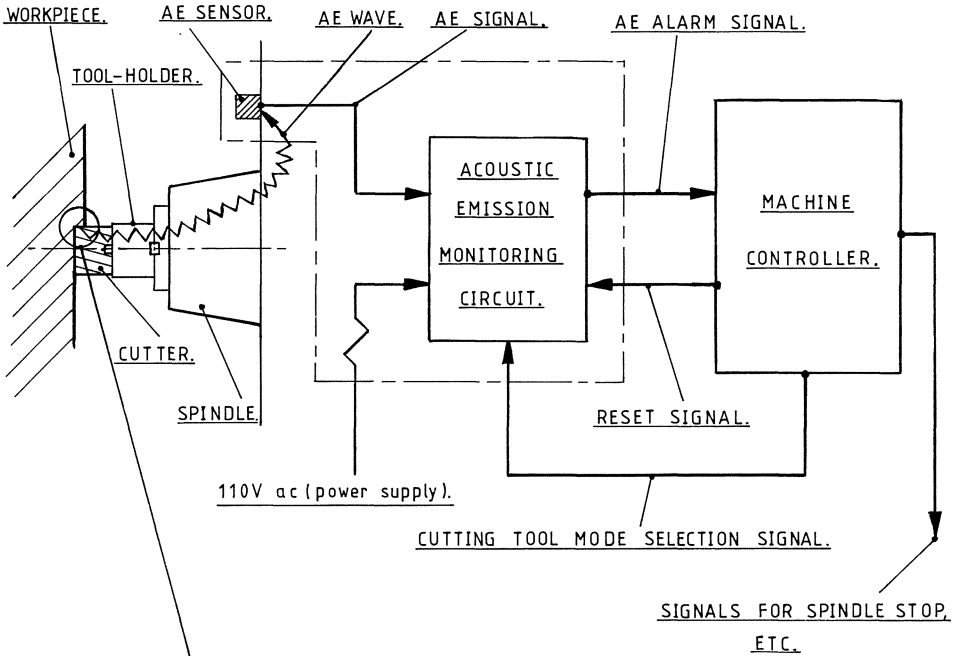 WORKPIECE.
AE SENSOR.
AE WAVE.
AE SIGNAL.
AE ALARM SIGNAL.
TOOL-HOLDER.
ACOUSTIC
EMISSION
MONITORING
CIRCUIT.
MACHINE
CONTROLLER.
CUTTER.
SPINDLE.
RESET SIGNAL.
110V ac (power supply).
CUTTING TOOL MODE SELECTION SIGNAL.
SIGNALS FOR SPINDLE STOP,
ETC.